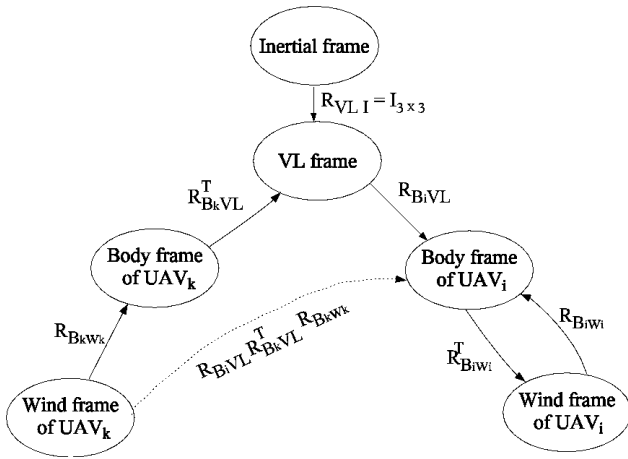 Inertial frame
R_VL I = I_3 x 3
VL frame
R^T_BkVL
R_BiVL
Body frame
of UAV_k
Body frame
of UAV_i
R_BkWk
R_BiVL R^T_BkVL R_BkWk
R_BiWi
R^T_BiWi
Wind frame
of UAV_k
Wind frame
of UAV_i